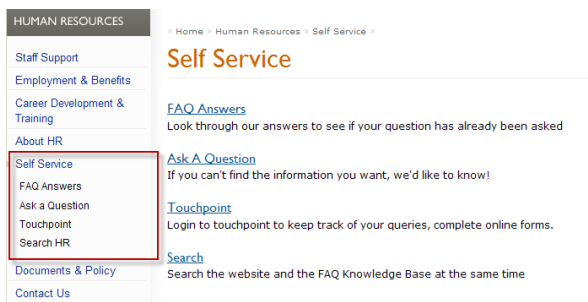 HUMAN RESOURCES
Staff Support
Employment & Benefits
Career Development &
Training
About HR
Self Service
FAQ Answers
Ask a Question
Touchpoint
Search HR
Documents & Policy
Contact Us
> Home > Human Resources > Self Service >
Self Service
FAQ Answers
Look through our answers to see if your question has already been asked
Ask A Question
If you can't find the information you want, we'd like to know!
Touchpoint
Login to touchpoint to keep track of your queries, complete online forms.
Search
Search the website and the FAQ Knowledge Base at the same time